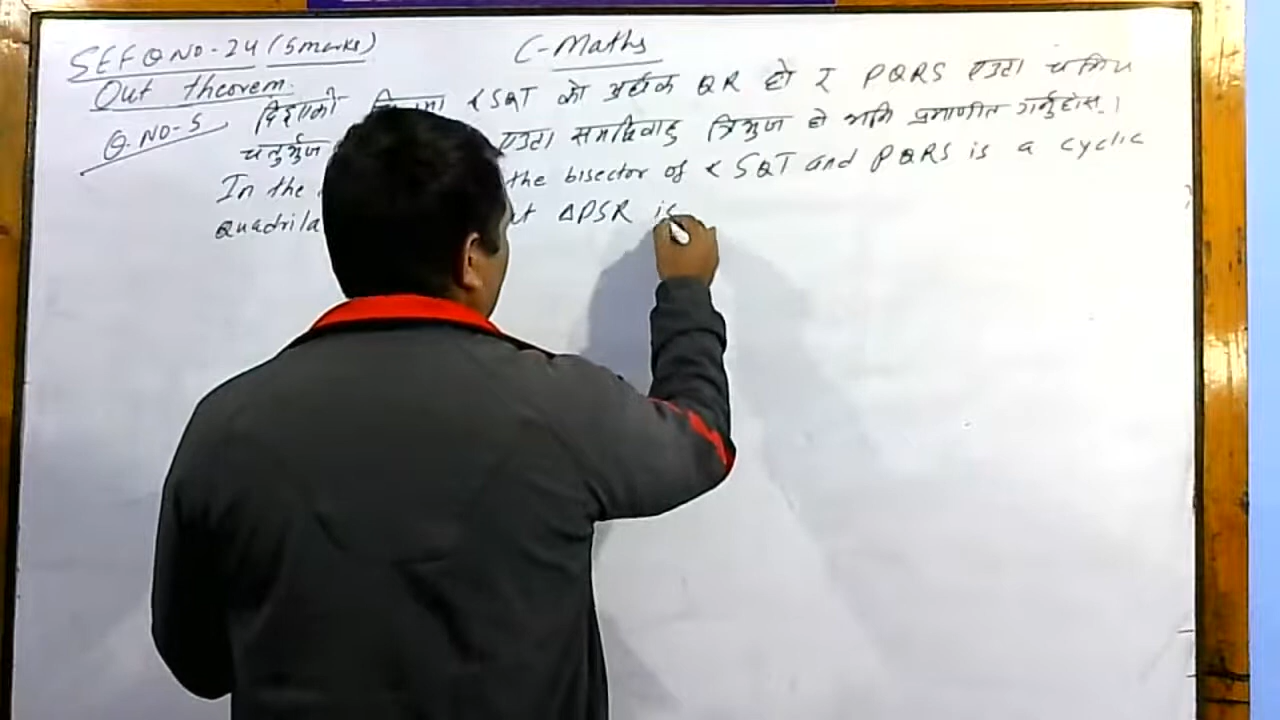 SEE Q NO-24 (5 marks)
C-Maths
Out theorem.
Q.NO-5
दिइएको ∢SQT को अर्धक QR हो र PQRS एउटा चक्रिय
चतुर्भुज एउटा समद्विबाहु त्रिभुज हो भनि प्रमाणीत गर्नुहोस् ।
In the the bisector of ∢SQT and PQRS is a cyclic
ΔPSR is